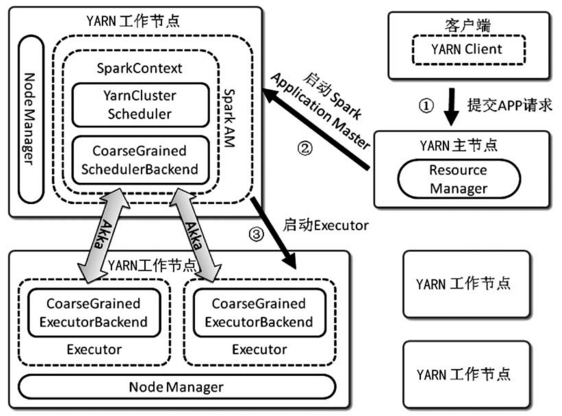 YARN 工作节点
Node Manager
SparkContext
YarnCluster
Scheduler
CoarseGrained
SchedulerBackend
Spark AM
启动 Spark
Application Master
②
客户端
YARN Client
①
提交APP请求
YARN 主节点
Resource
Manager
Akka
Akka
③
启动Executor
YARN工作节点
CoarseGrained
ExecutorBackend
Executor
CoarseGrained
ExecutorBackend
Executor
Node Manager
YARN 工作节点
YARN 工作节点